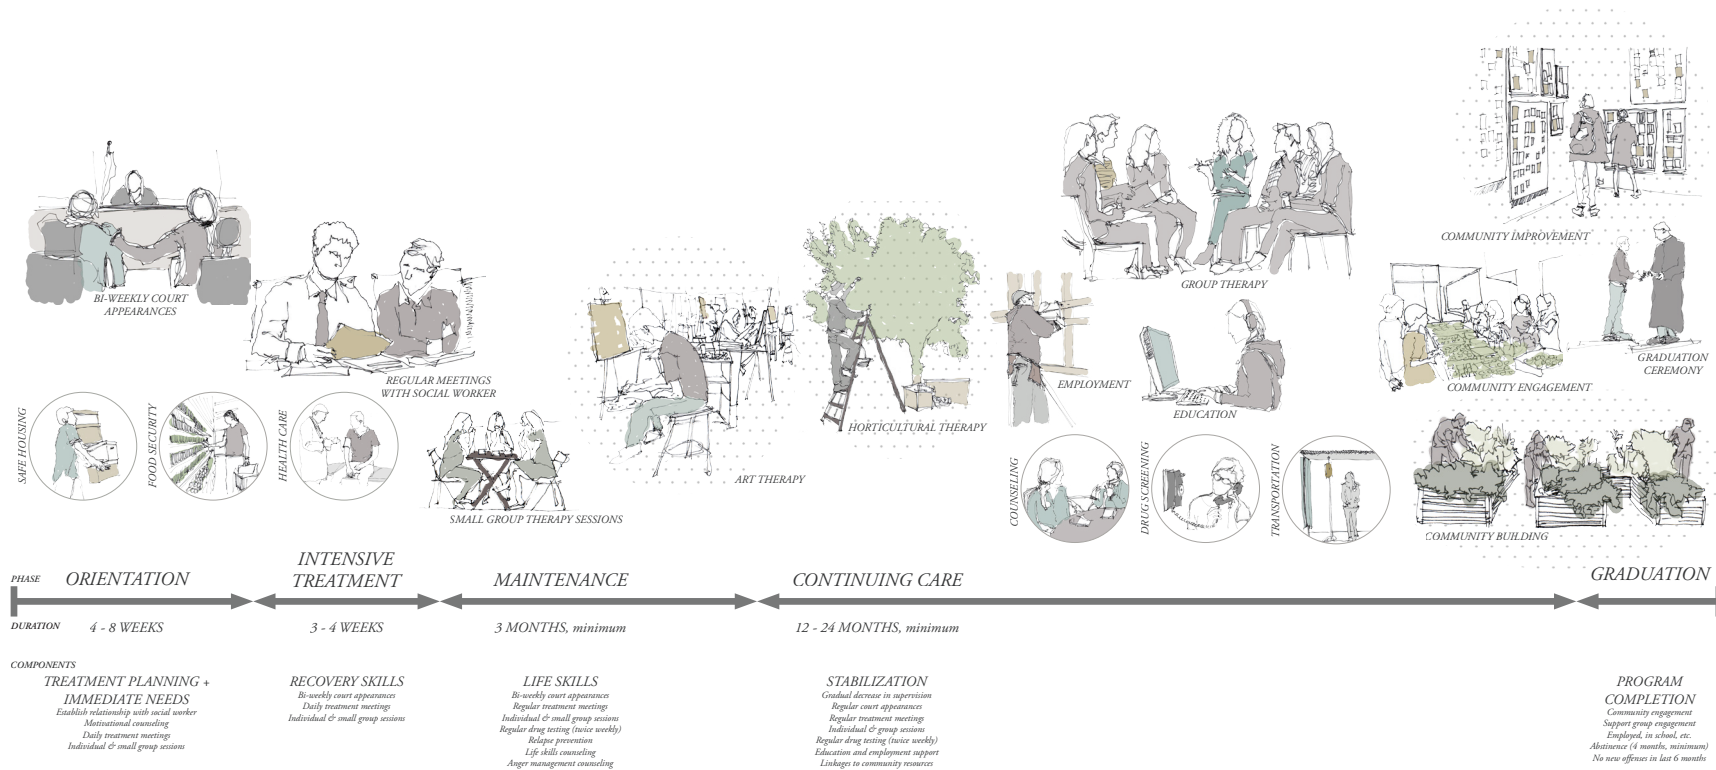 BI-WEEKLY COURT
APPEARANCES
REGULAR MEETINGS
WITH SOCIAL WORKER
SAFE HOUSING
FOOD SECURITY
HEALTH CARE
SMALL GROUP THERAPY SESSIONS
ART THERAPY
HORTICULTURAL THERAPY
EMPLOYMENT
EDUCATION
GROUP THERAPY
COUNSELING
DRUG SCREENING
TRANSPORTATION
COMMUNITY IMPROVEMENT
COMMUNITY ENGAGEMENT
GRADUATION
CEREMONY
COMMUNITY BUILDING
PHASE
ORIENTATION
INTENSIVE
TREATMENT
MAINTENANCE
CONTINUING CARE
GRADUATION
DURATION
4 - 8 WEEKS
3 - 4 WEEKS
3 MONTHS, minimum
12 - 24 MONTHS, minimum
COMPONENTS
TREATMENT PLANNING +
IMMEDIATE NEEDS
Establish relationship with social worker
Motivational counseling
Daily treatment meetings
Individual & small group sessions
RECOVERY SKILLS
Bi-weekly court appearances
Daily treatment meetings
Individual & small group sessions
LIFE SKILLS
Bi-weekly court appearances
Regular treatment meetings
Individual & small group sessions
Regular drug testing (twice weekly)
Relapse prevention
Life skills counseling
Anger management counseling
STABILIZATION
Gradual decrease in supervision
Regular court appearances
Regular treatment meetings
Individual & group sessions
Regular drug testing (twice weekly)
Education and employment support
Linkages to community resources
PROGRAM
COMPLETION
Community engagement
Support group engagement
Employed, in school, etc.
Abstinence (4 months, minimum)
No new offenses in last 6 months